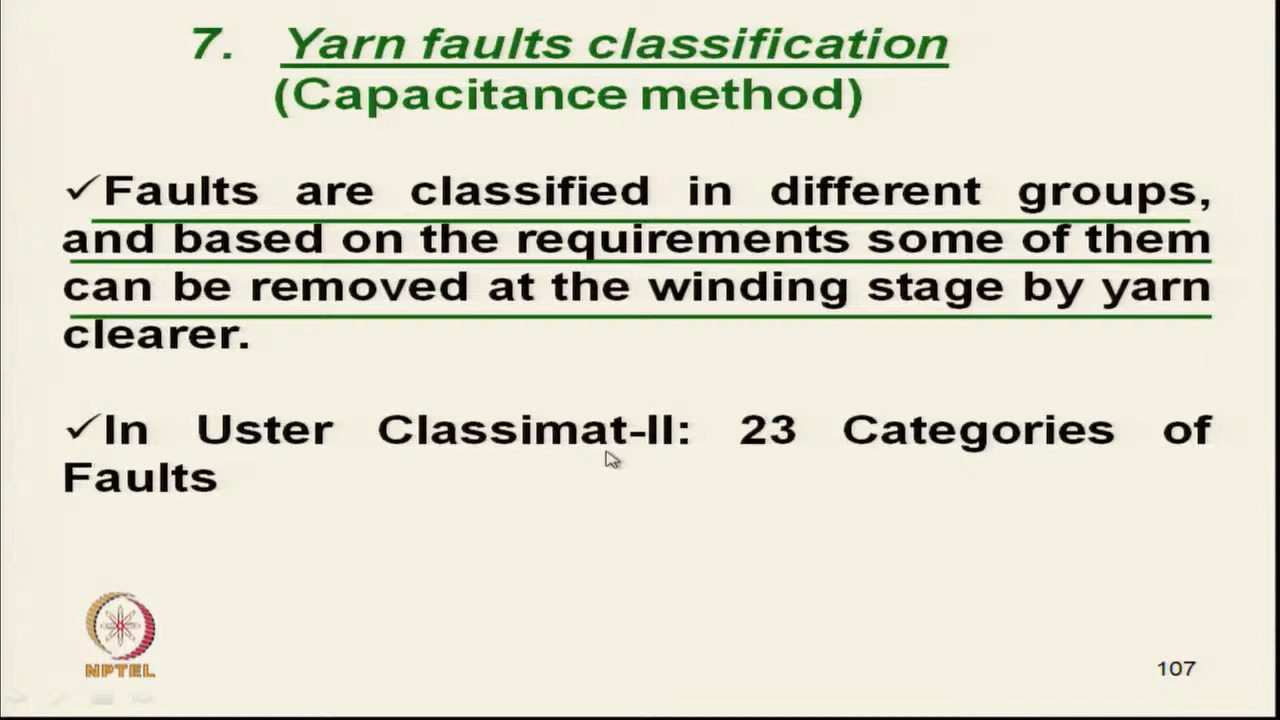 7. Yarn faults classification
(Capacitance method)
✓Faults are classified in different groups,
and based on the requirements some of them
can be removed at the winding stage by yarn
clearer.
✓In Uster Classimat-II: 23 Categories of
Faults
NPTEL
107